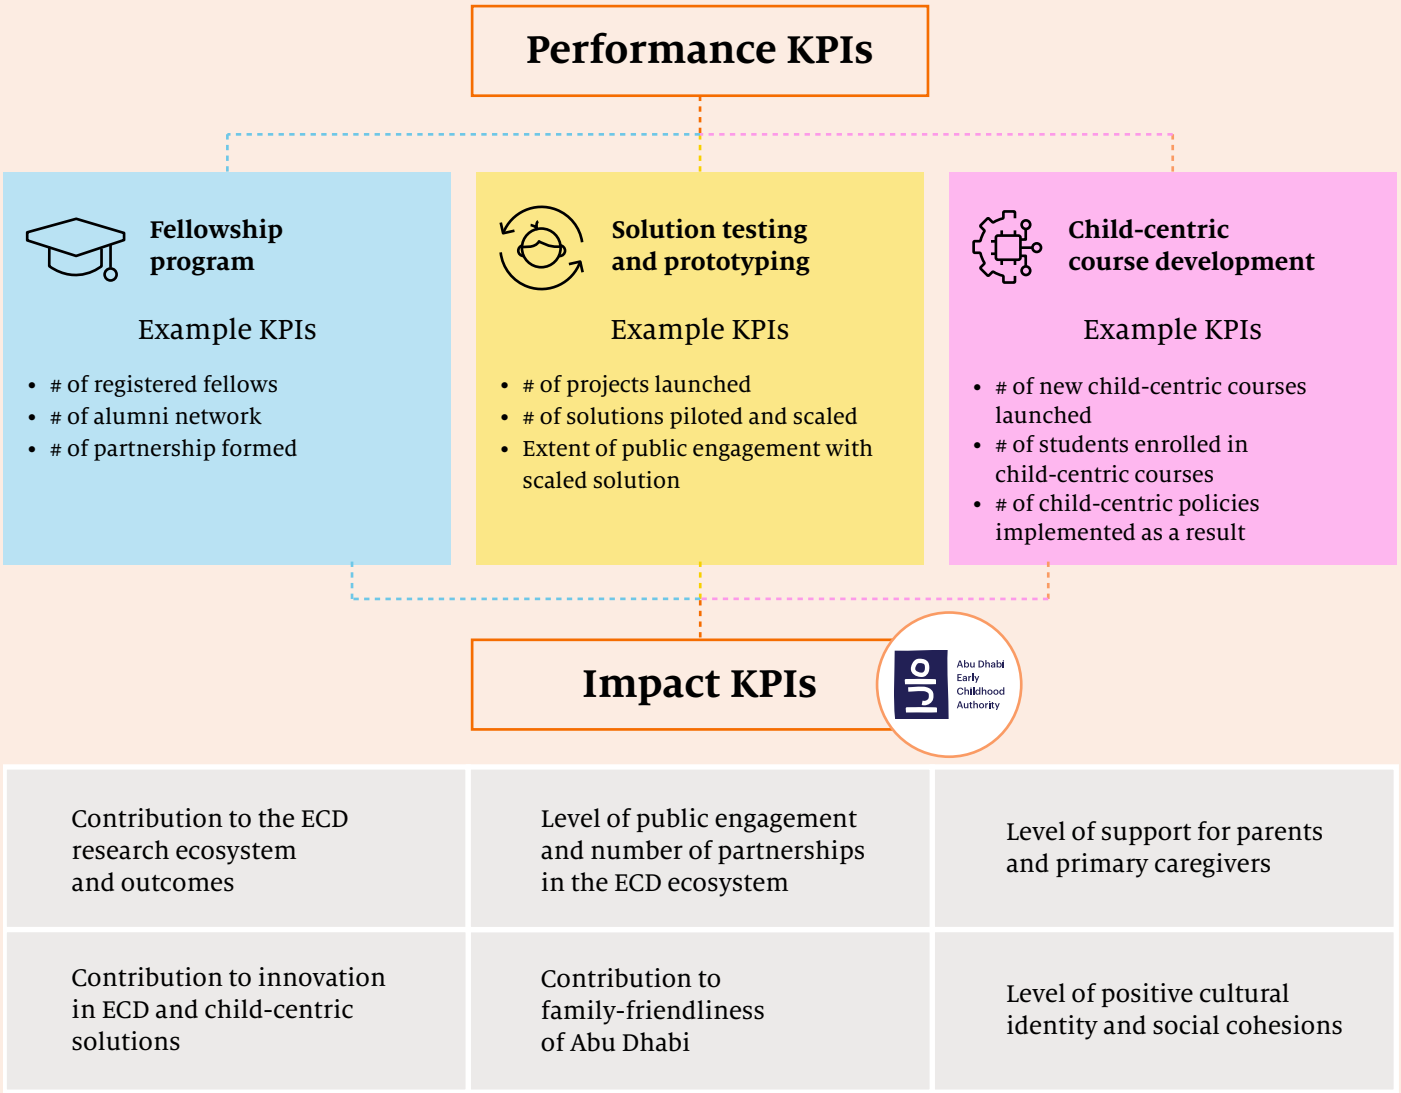 Performance KPIs
Fellowship
program
Example KPIs
• # of registered fellows
• # of alumni network
• # of partnership formed
Solution testing
and prototyping
Example KPIs
• # of projects launched
• # of solutions piloted and scaled
• Extent of public engagement with
scaled solution
Child-centric
course development
Example KPIs
• # of new child-centric courses
launched
• # of students enrolled in
child-centric courses
• # of child-centric policies
implemented as a result
Impact KPIs
Abu Dhabi
Early
Childhood
Authority
Contribution to the ECD
research ecosystem
and outcomes
Level of public engagement
and number of partnerships
in the ECD ecosystem
Level of support for parents
and primary caregivers
Contribution to innovation
in ECD and child-centric
solutions
Contribution to
family-friendliness
of Abu Dhabi
Level of positive cultural
identity and social cohesions